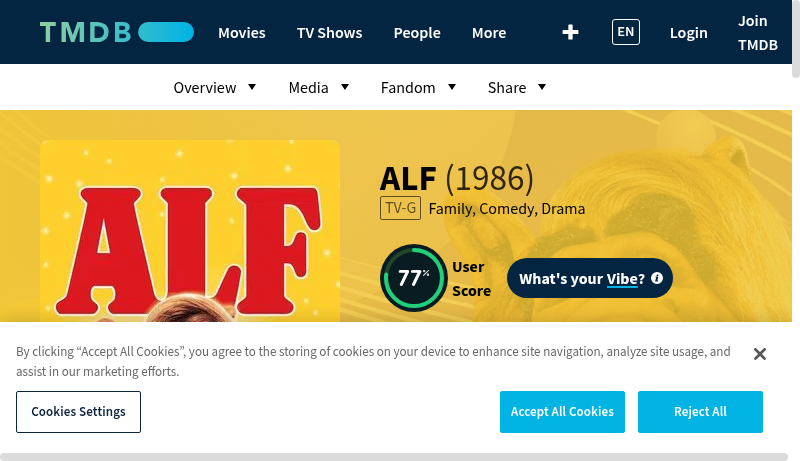 TMDB Movies TV Shows People More + EN Login Join TMDB
Overview Media Fandom Share
ALF
ALF (1986)
TV-G Family, Comedy, Drama
77% User Score What's your Vibe? i
By clicking “Accept All Cookies”, you agree to the storing of cookies on your device to enhance site navigation, analyze site usage, and
assist in our marketing efforts.
Cookies Settings Accept All Cookies Reject All